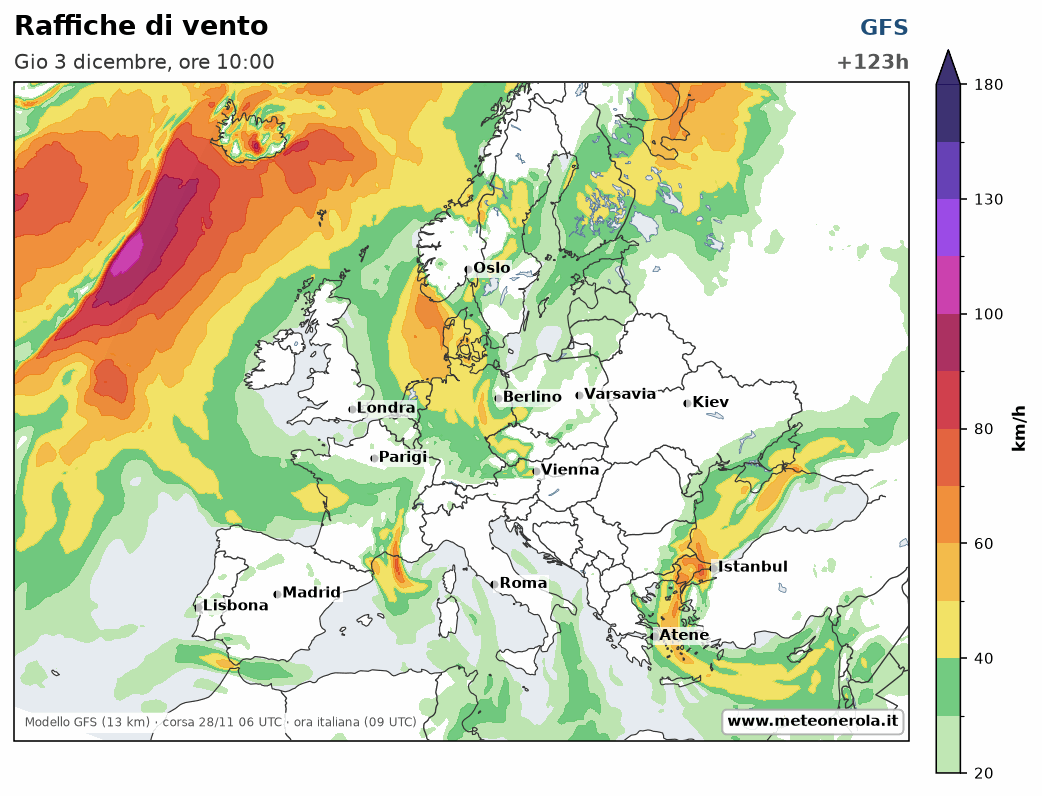 Raffiche di vento
GFS
Gio 3 dicembre, ore 10:00
+123h
180
130
100
80
60
40
20
km/h
Oslo
Berlino
Varsavia
Kiev
Londra
Parigi
Vienna
Istanbul
Roma
Madrid
Lisbona
Atene
Modello GFS (13 km) · corsa 28/11 06 UTC · ora italiana (09 UTC)
www.meteonerola.it